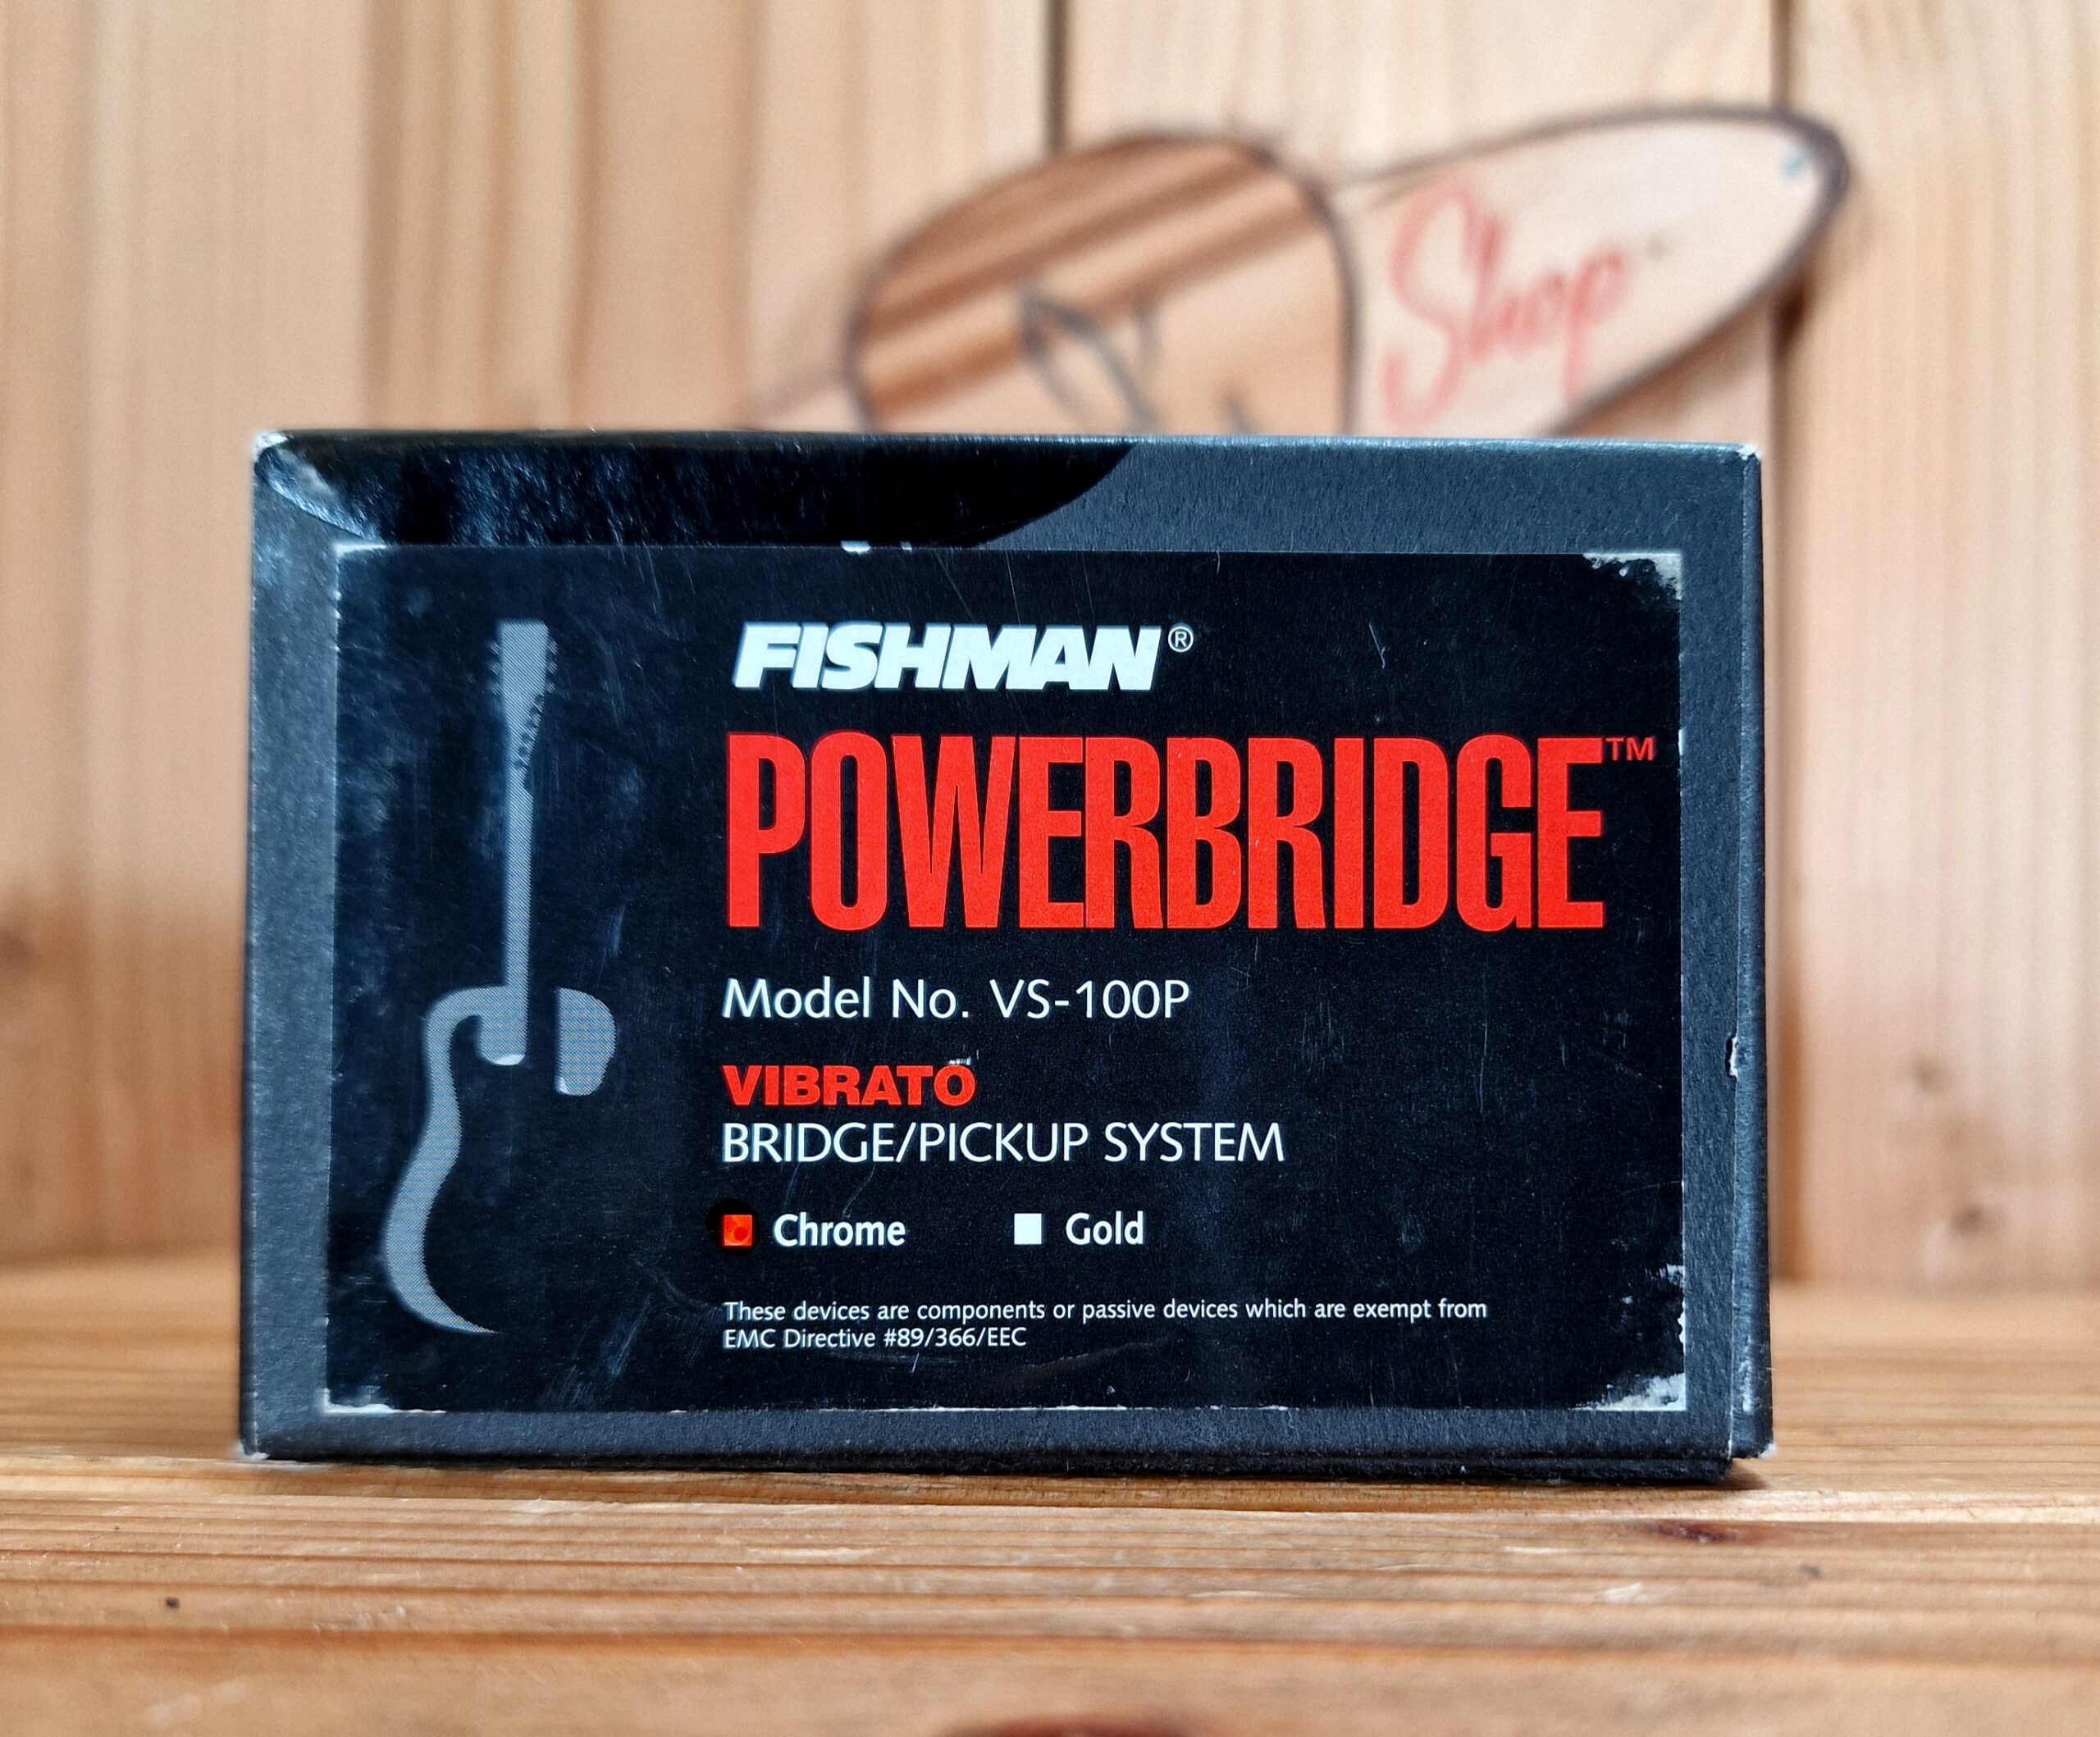 Shop
FISHMAN®
POWERBRIDGE™
Model No. VS-100P
VIBRATO
BRIDGE/PICKUP SYSTEM
Chrome Gold
These devices are components or passive devices which are exempt from
EMC Directive #89/366/EEC